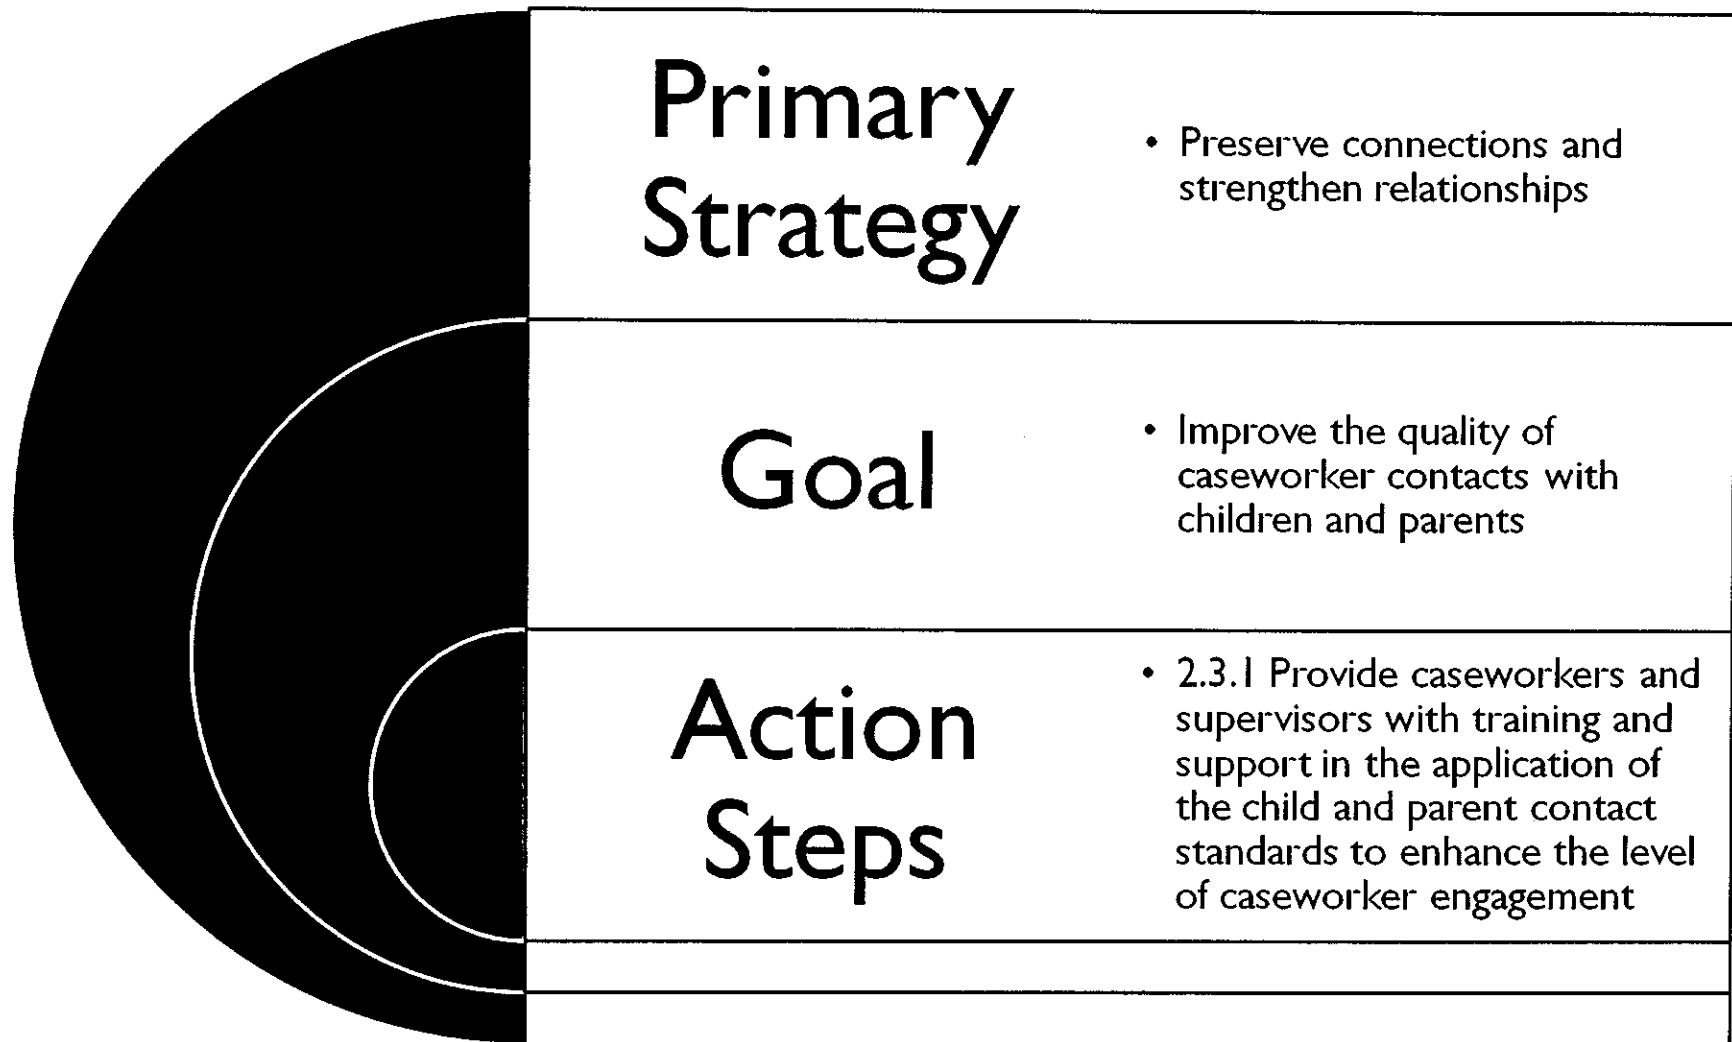 Primary
Strategy
• Preserve connections and
strengthen relationships
Goal
• Improve the quality of
caseworker contacts with
children and parents
Action
Steps
• 2.3.1 Provide caseworkers and
supervisors with training and
support in the application of
the child and parent contact
standards to enhance the level
of caseworker engagement